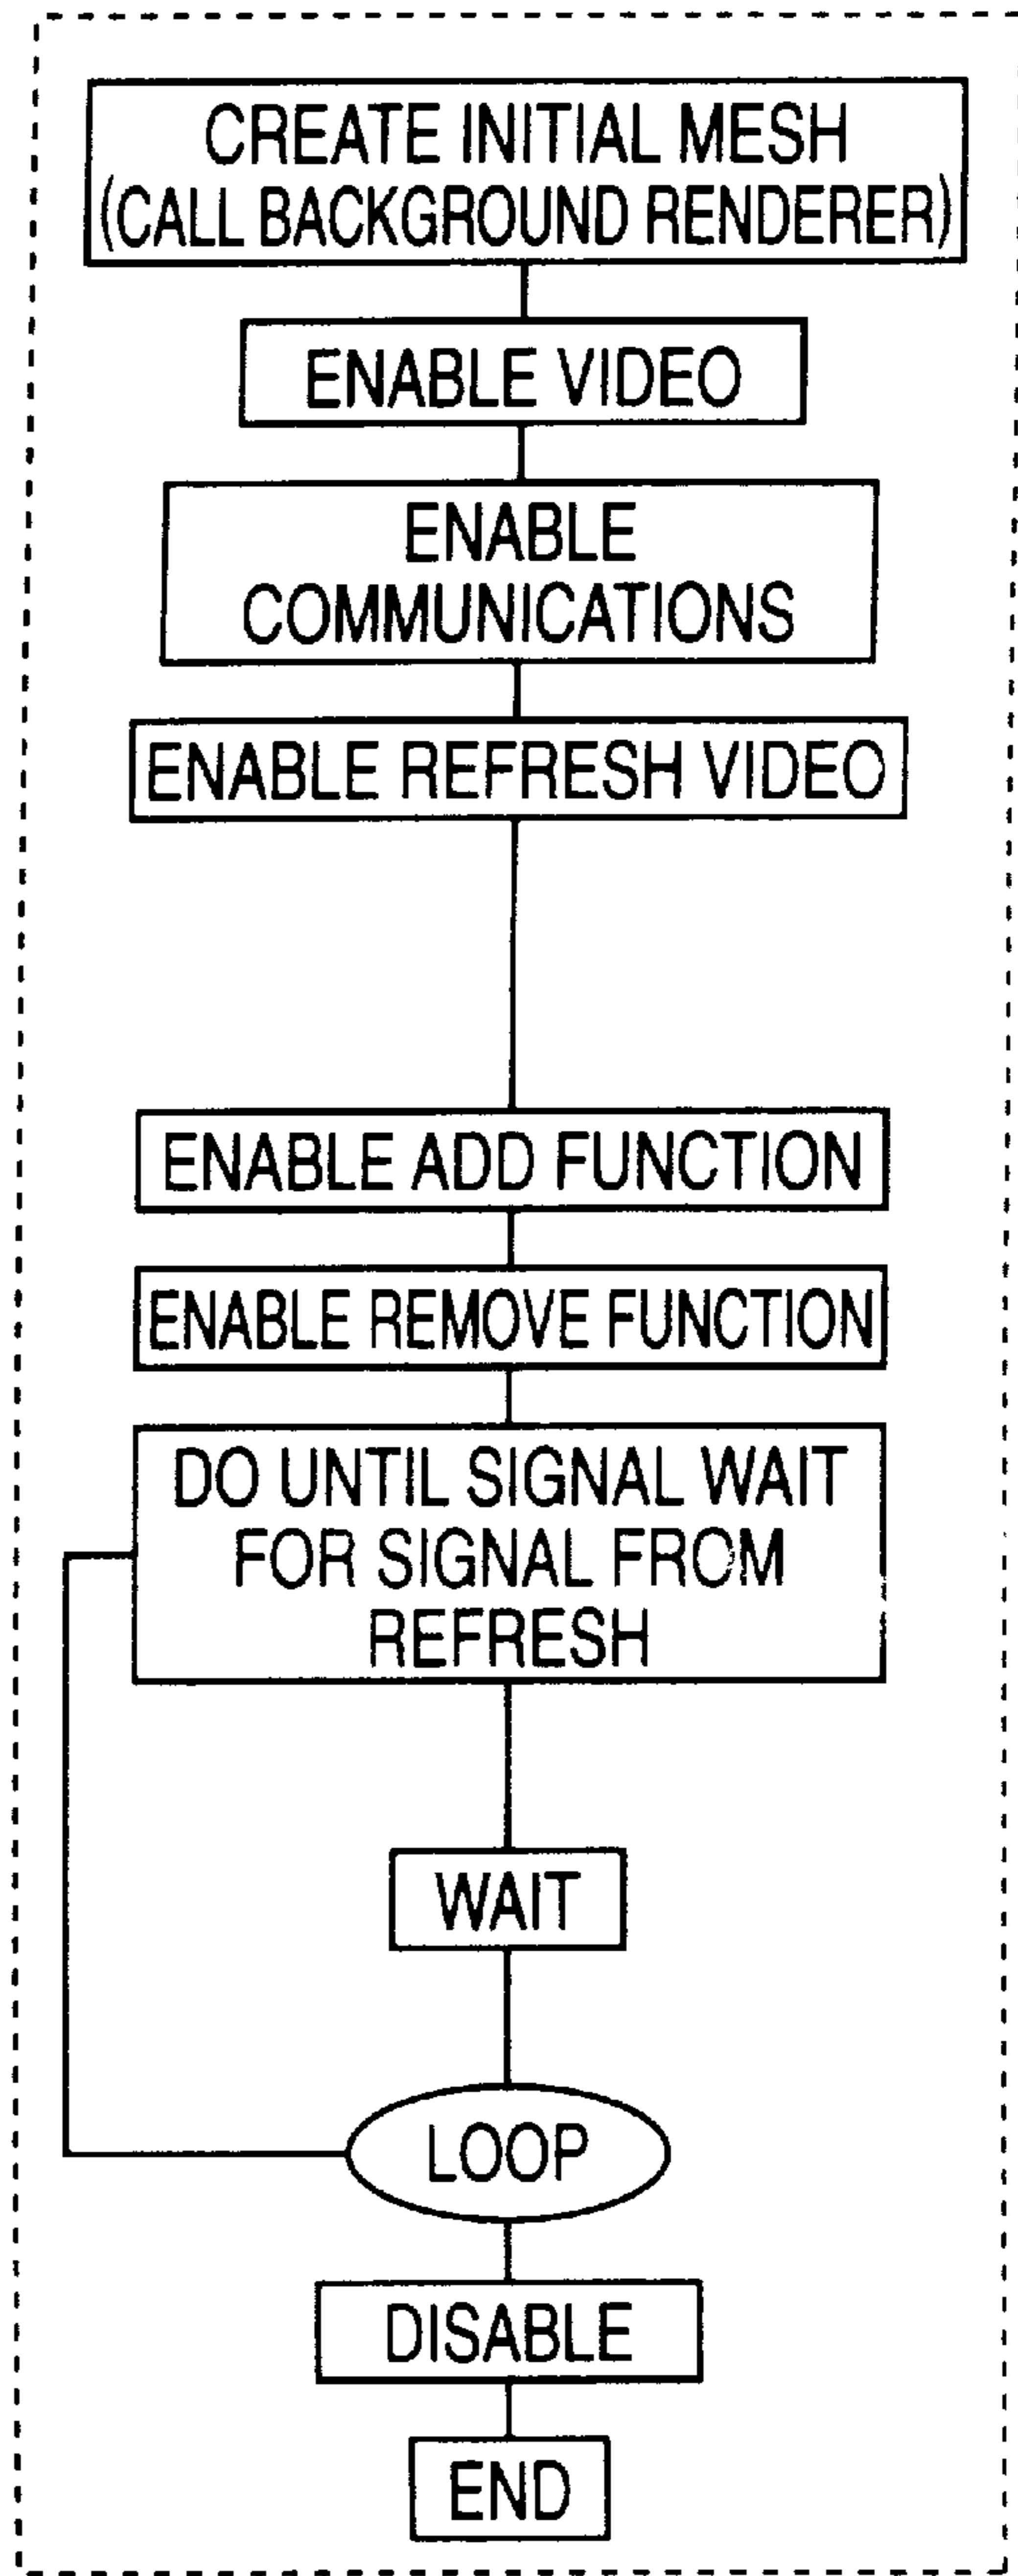 CREATE INITIAL MESH
(CALL BACKGROUND RENDERER)
ENABLE VIDEO
ENABLE
COMMUNICATIONS
ENABLE REFRESH VIDEO
ENABLE ADD FUNCTION
ENABLE REMOVE FUNCTION
DO UNTIL SIGNAL WAIT
FOR SIGNAL FROM
REFRESH
WAIT
LOOP
DISABLE
END